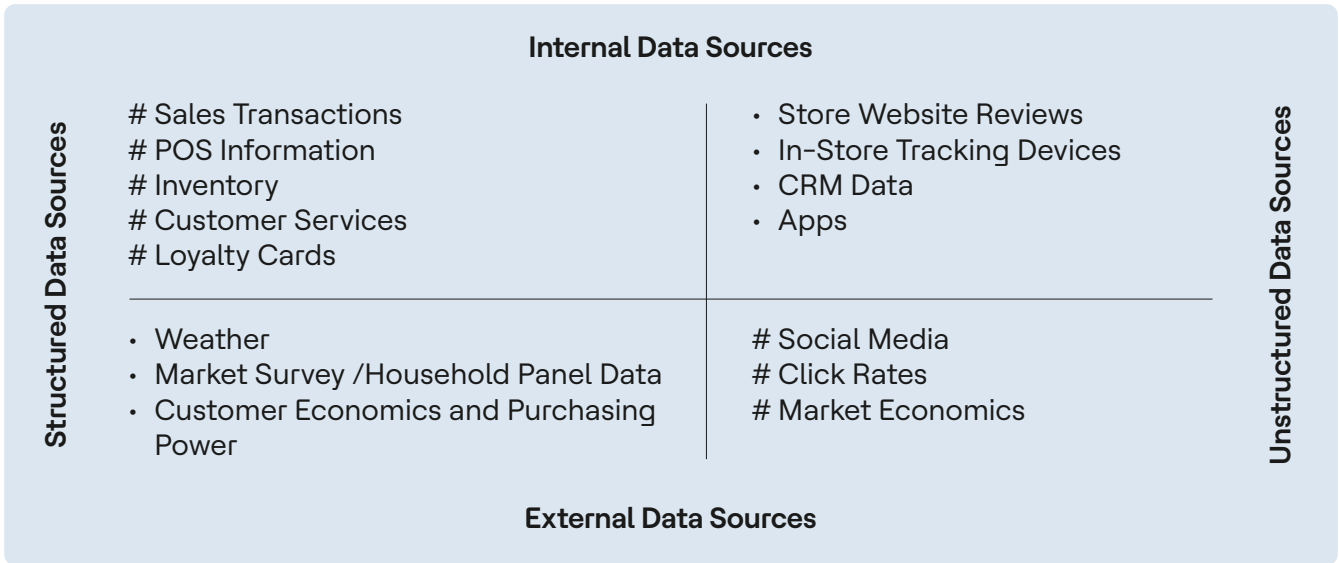 Internal Data Sources
Structured Data Sources
# Sales Transactions
# POS Information
# Inventory
# Customer Services
# Loyalty Cards
• Store Website Reviews
• In-Store Tracking Devices
• CRM Data
• Apps
Unstructured Data Sources
• Weather
• Market Survey /Household Panel Data
• Customer Economics and Purchasing
Power
# Social Media
# Click Rates
# Market Economics
External Data Sources